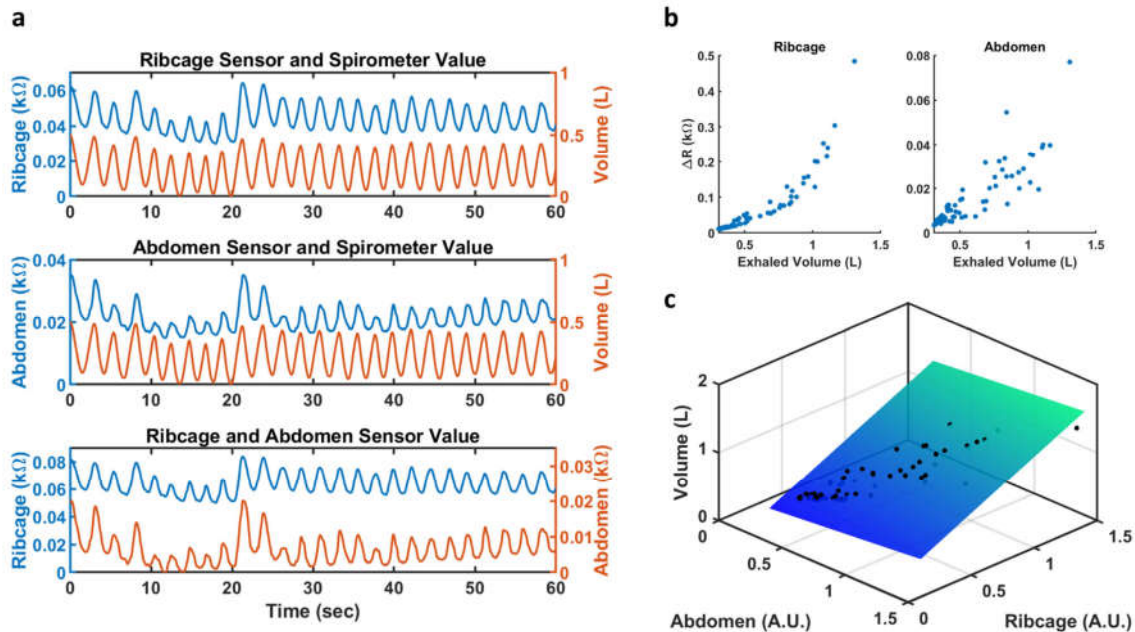 a
Ribcage Sensor and Spirometer Value
Ribcage (kΩ)
0.06
0.04
0.02
0
1
0.5
0
Volume (L)
0 10 20 30 40 50 60
Abdomen Sensor and Spirometer Value
Abdomen (kΩ)
0.04
0.02
0
1
0.5
0
Volume (L)
0 10 20 30 40 50 60
Ribcage and Abdomen Sensor Value
Ribcage (kΩ)
0.08
0.06
0.04
0.02
0
0.03
0.02
0.01
0
Abdomen (kΩ)
0 10 20 30 40 50 60
Time (sec)
b
Ribcage
ΔR (kΩ)
0.5
0.4
0.3
0.2
0.1
0
0.5 1 1.5
Exhaled Volume (L)
Abdomen
0.08
0.06
0.04
0.02
0
0.5 1 1.5
Exhaled Volume (L)
c
Volume (L)
2
1
0
0
0.5
1
1.5
Abdomen (A.U.)
0
0.5
1
1.5
Ribcage (A.U.)